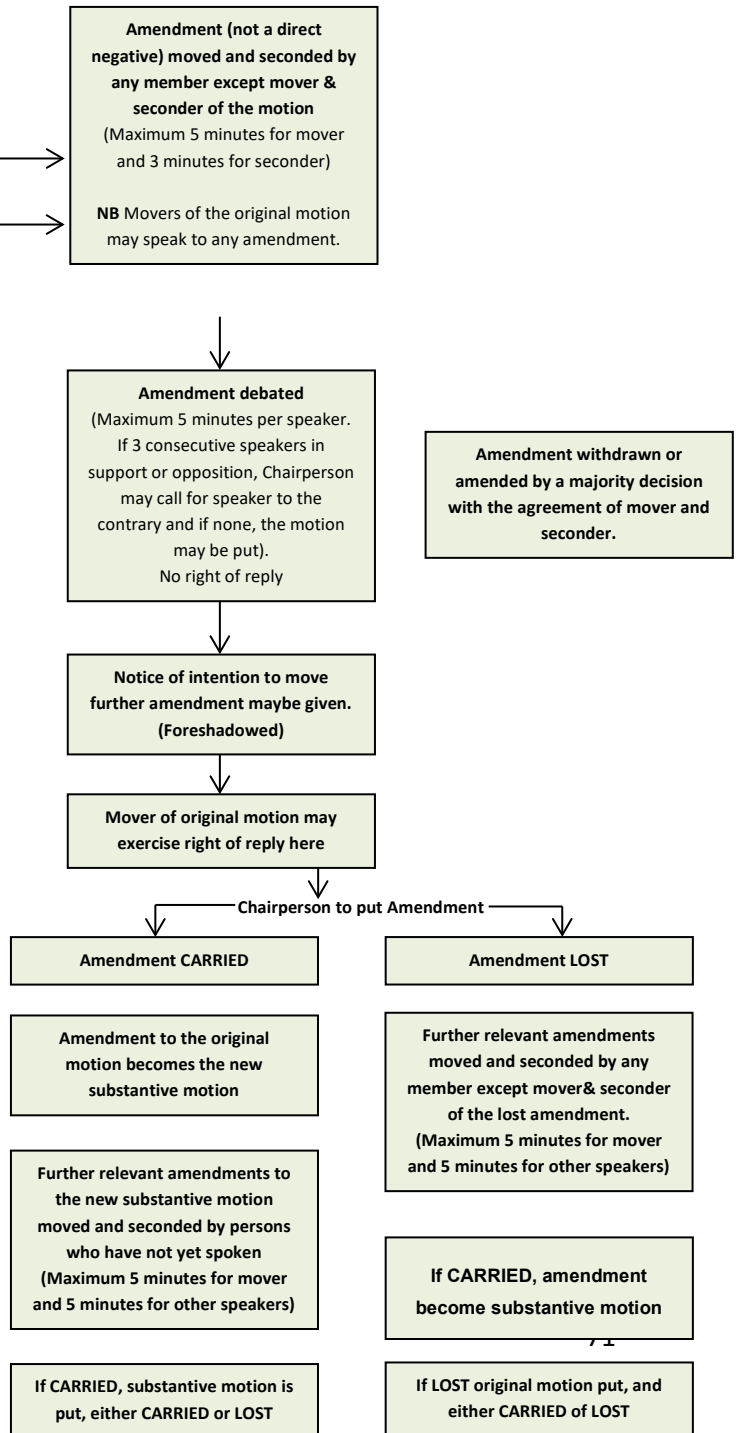 Amendment (not a direct
negative) moved and seconded by
any member except mover &
seconder of the motion
(Maximum 5 minutes for mover
and 3 minutes for seconder)
NB Movers of the original motion
may speak to any amendment.
Amendment debated
(Maximum 5 minutes per speaker.
If 3 consecutive speakers in
support or opposition, Chairperson
may call for speaker to the
contrary and if none, the motion
may be put).
No right of reply
Amendment withdrawn or
amended by a majority decision
with the agreement of mover and
seconder.
Notice of intention to move
further amendment maybe given.
(Foreshadowed)
Mover of original motion may
exercise right of reply here
Chairperson to put Amendment
Amendment CARRIED
Amendment to the original
motion becomes the new
substantive motion
Further relevant amendments to
the new substantive motion
moved and seconded by persons
who have not yet spoken
(Maximum 5 minutes for mover
and 5 minutes for other speakers)
If CARRIED, substantive motion is
put, either CARRIED or LOST
Amendment LOST
Further relevant amendments
moved and seconded by any
member except mover& seconder
of the lost amendment.
(Maximum 5 minutes for mover
and 5 minutes for other speakers)
If CARRIED, amendment
become substantive motion
If LOST original motion put, and
either CARRIED of LOST